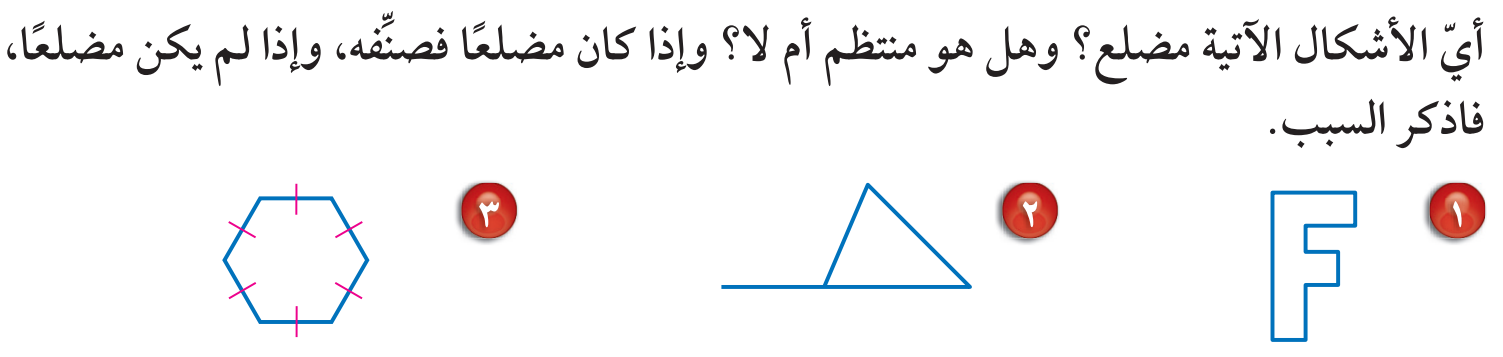 أيّ الأشكال الآتية مضلع؟ وهل هو منتظم أم لا؟ وإذا كان مضلعًا فصنِّفه، وإذا لم يكن مضلعًا،
فاذكر السبب.
١ ٢ ٣